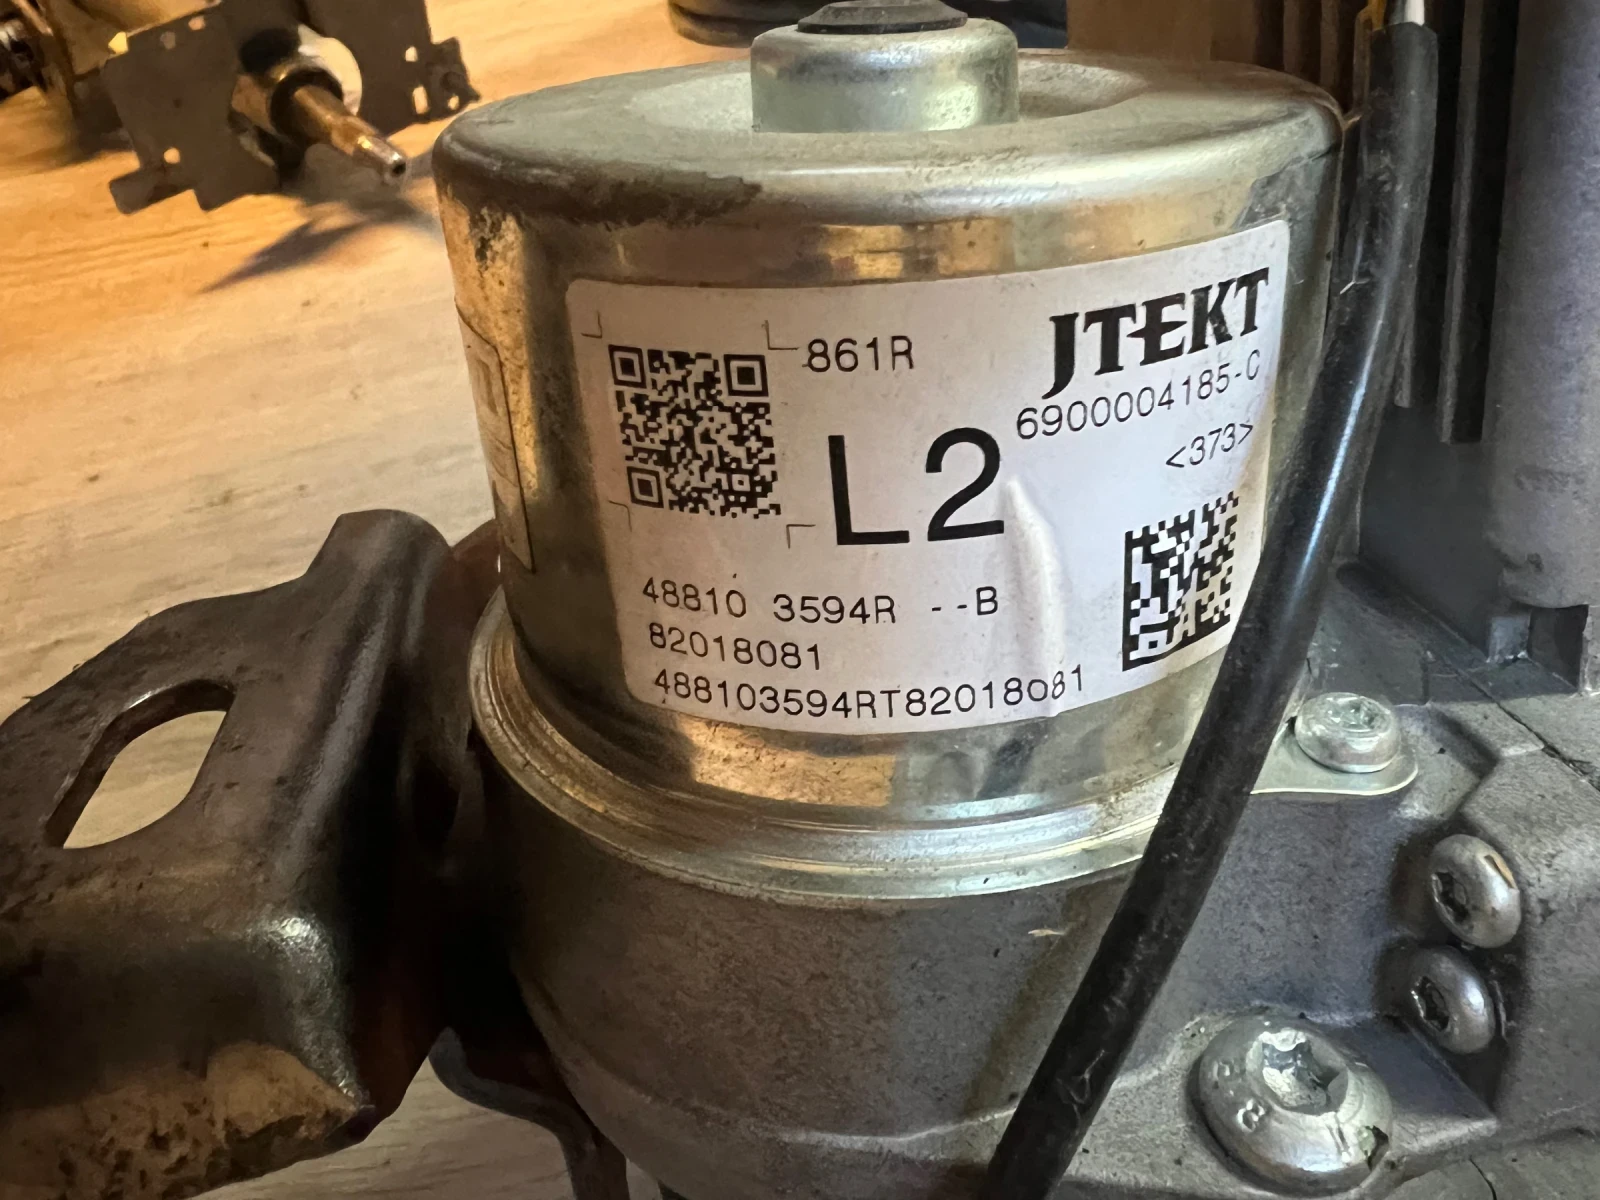 861R
JTEKT
6900004185-C
<373>
L2
48810 3594R --B
82018081
488103594RT82018081